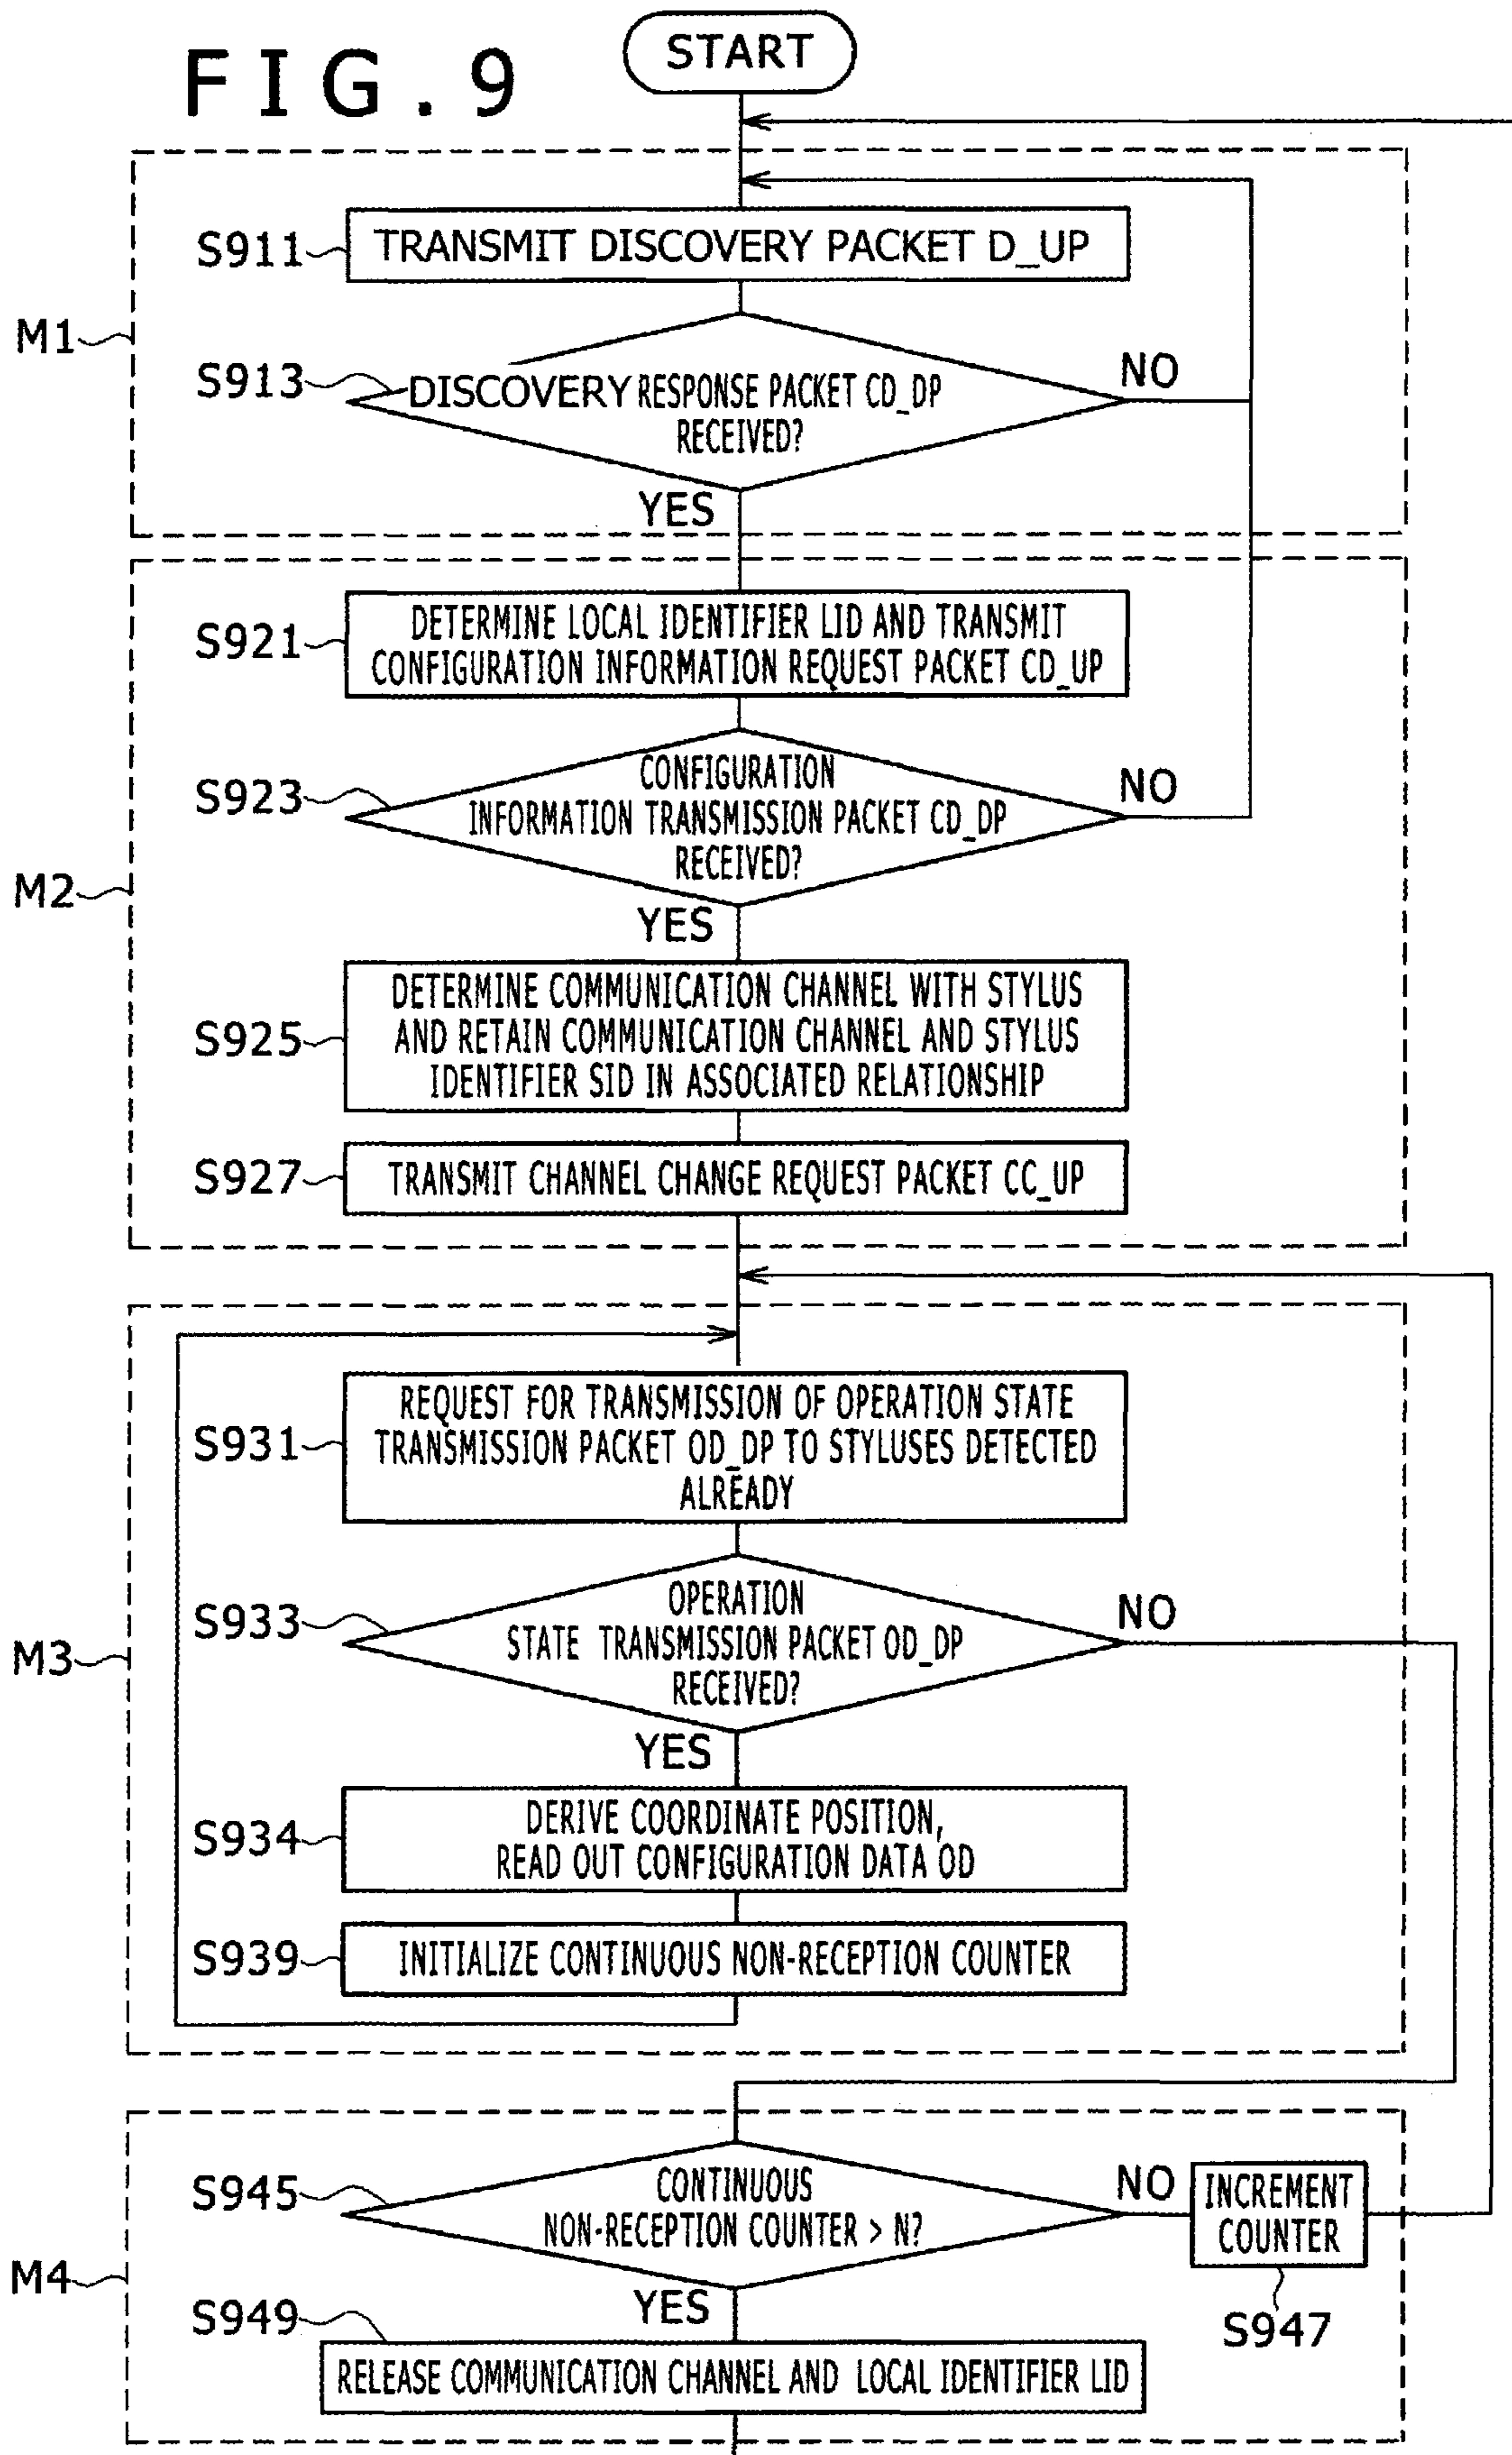 FIG. 9
START
M1
S911
TRANSMIT DISCOVERY PACKET D_UP
S913
DISCOVERY RESPONSE PACKET CD_DP
RECEIVED?
NO
YES
M2
S921
DETERMINE LOCAL IDENTIFIER LID AND TRANSMIT
CONFIGURATION INFORMATION REQUEST PACKET CD_UP
S923
CONFIGURATION
INFORMATION TRANSMISSION PACKET CD_DP
RECEIVED?
NO
YES
S925
DETERMINE COMMUNICATION CHANNEL WITH STYLUS
AND RETAIN COMMUNICATION CHANNEL AND STYLUS
IDENTIFIER SID IN ASSOCIATED RELATIONSHIP
S927
TRANSMIT CHANNEL CHANGE REQUEST PACKET CC_UP
M3
S931
REQUEST FOR TRANSMISSION OF OPERATION STATE
TRANSMISSION PACKET OD_DP TO STYLUSES DETECTED
ALREADY
S933
OPERATION
STATE TRANSMISSION PACKET OD_DP
RECEIVED?
NO
YES
S934
DERIVE COORDINATE POSITION,
READ OUT CONFIGURATION DATA OD
S939
INITIALIZE CONTINUOUS NON-RECEPTION COUNTER
M4
S945
CONTINUOUS
NON-RECEPTION COUNTER > N?
NO
INCREMENT
COUNTER
S947
YES
S949
RELEASE COMMUNICATION CHANNEL AND LOCAL IDENTIFIER LID